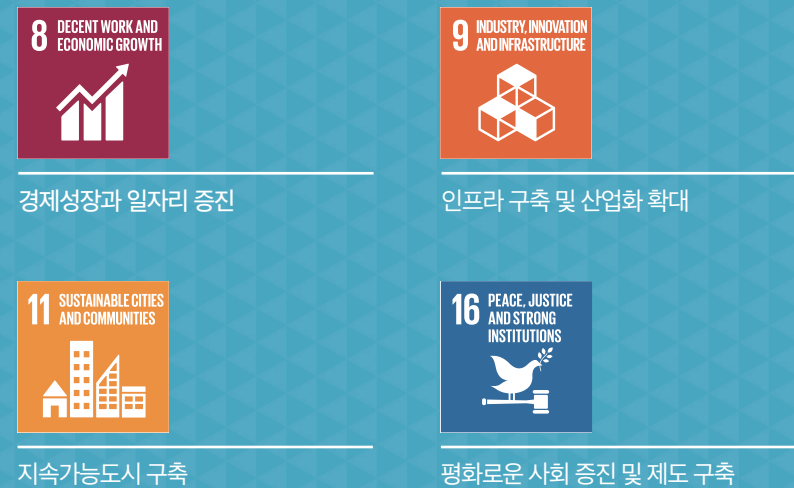 8 DECENT WORK AND
ECONOMIC GROWTH
경제성장과 일자리 증진
9 INDUSTRY, INNOVATION
AND INFRASTRUCTURE
인프라 구축 및 산업화 확대
11 SUSTAINABLE CITIES
AND COMMUNITIES
지속가능도시 구축
16 PEACE, JUSTICE
AND STRONG
INSTITUTIONS
평화로운 사회 증진 및 제도 구축